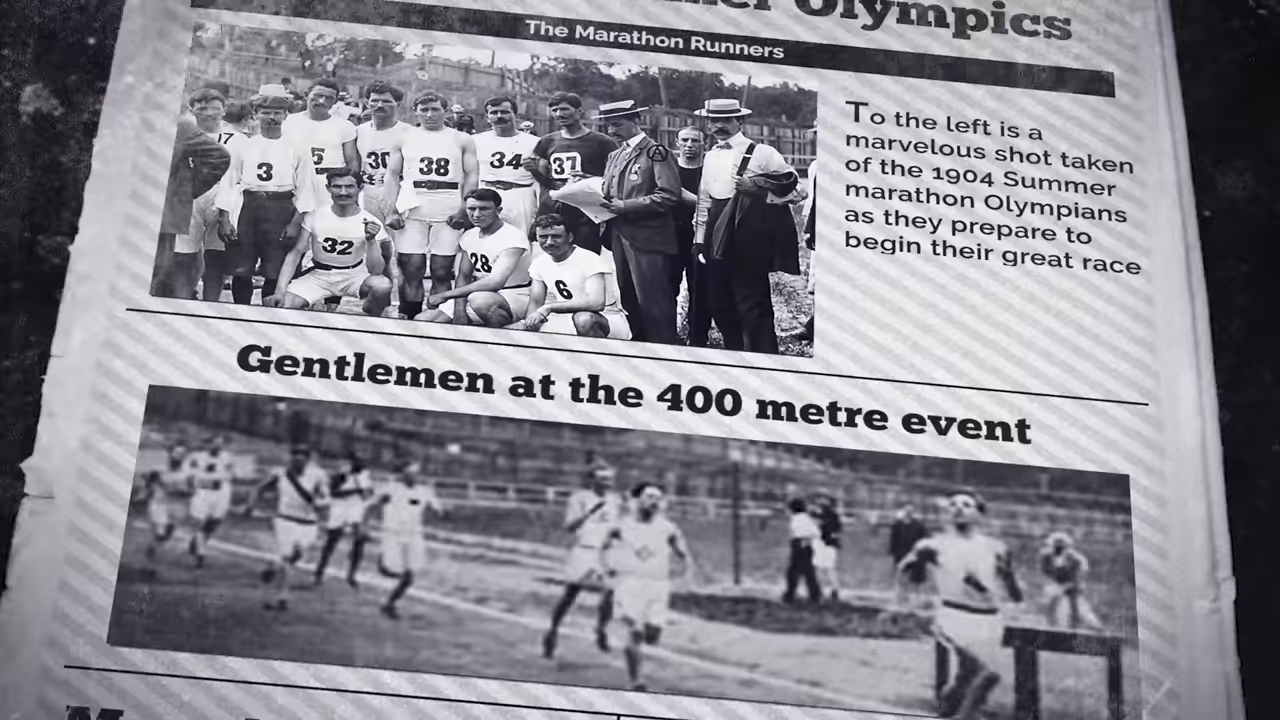 Olympics
The Marathon Runners
To the left is a
marvelous shot taken
of the 1904 Summer
marathon Olympians
as they prepare to
begin their great race
17
3
5
30
38
34
37
32
28
6
Gentlemen at the 400 metre event